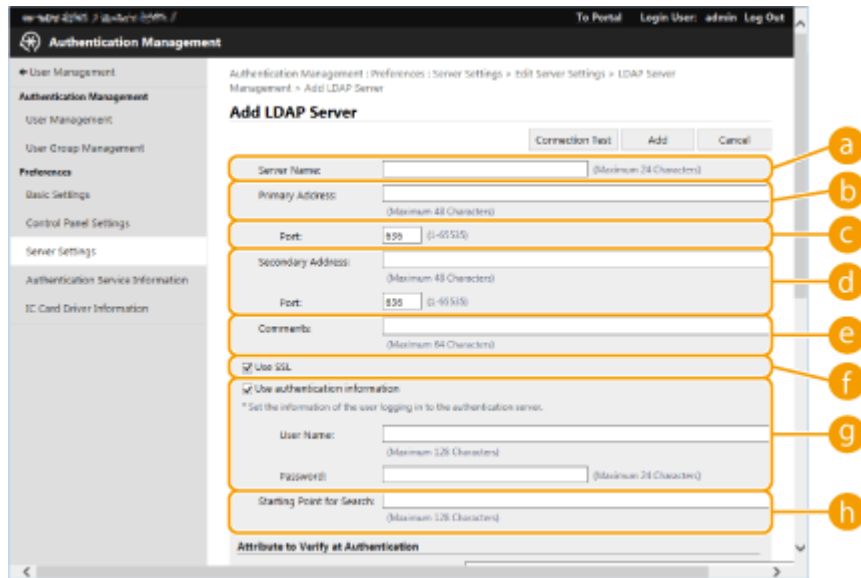 To Portal Login User: admin Log Out
Authentication Management
User Management
Authentication Management
User Management
User Group Management
Preferences
Basic Settings
Control Panel Settings
Server Settings
Authentication Service Information
IC Card Driver Information
Authentication Management : Preferences : Server Settings > Edit Server Settings > LDAP Server
Management > Add LDAP Server
Add LDAP Server
Connection Test Add Cancel
a
Server Name: (Maximum 24 Characters)
b
Primary Address:
(Maximum 48 Characters)
c
Port: 636 (1-65535)
d
Secondary Address:
(Maximum 48 Characters)
Port: 636 (1-65535)
e
Comments:
(Maximum 64 Characters)
f
Use SSL
g
Use authentication information
* Set the information of the user logging in to the authentication server.
User Name:
(Maximum 128 Characters)
Password: (Maximum 24 Characters)
h
Starting Point for Search:
(Maximum 128 Characters)
Attribute to Verify at Authentication